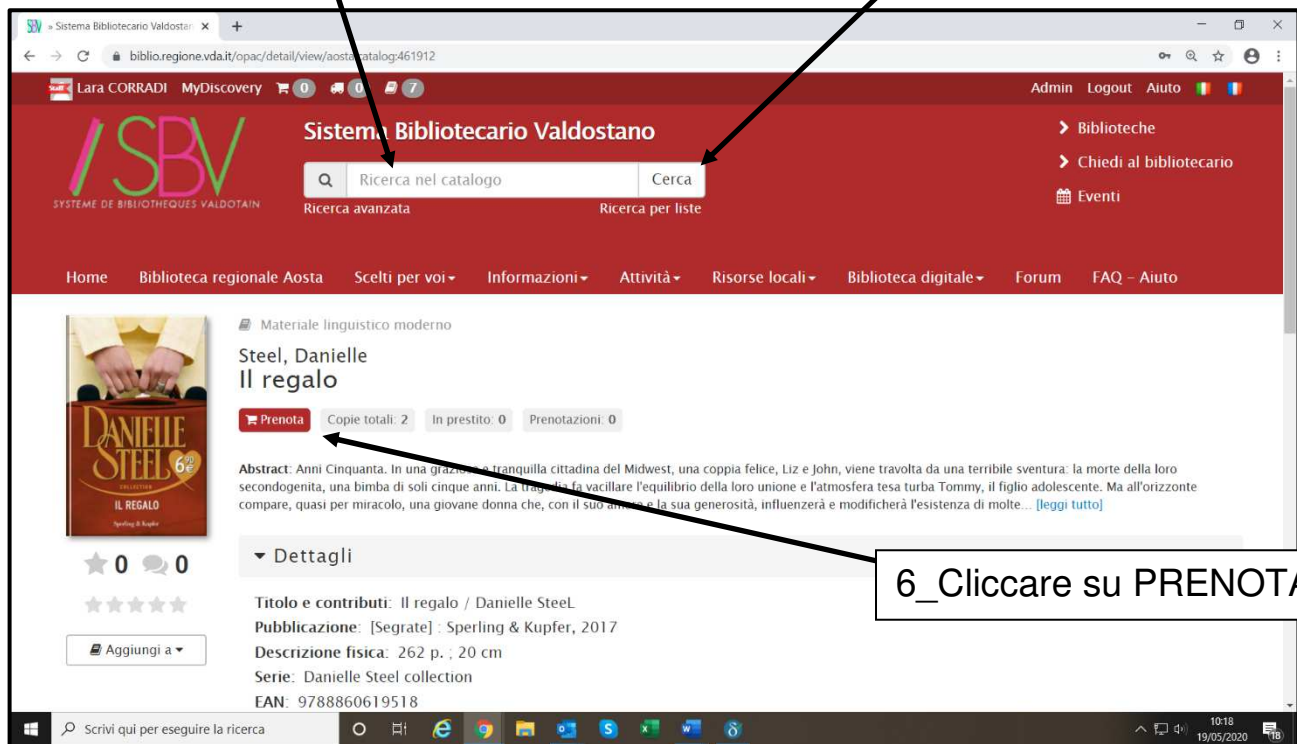 » Sistema Bibliotecario Valdostan
biblio.regione.vda.it/opac/detail/view/aosta:catalog:461912
Lara CORRADI MyDiscovery 0 0 7
Admin Logout Aiuto
SBV
SYSTEME DE BIBLIOTHEQUES VALDOTAIN
Sistema Bibliotecario Valdostano
Ricerca nel catalogo Cerca
Ricerca avanzata Ricerca per liste
Biblioteche
Chiedi al bibliotecario
Eventi
Home Biblioteca regionale Aosta Scelti per voi Informazioni Attività Risorse locali Biblioteca digitale Forum FAQ – Aiuto
DANIELLE
STEEL
COLLECTION
6,90 €
IL REGALO
Sperling & Kupfer
Materiale linguistico moderno
Steel, Danielle
Il regalo
Prenota Copie totali: 2 In prestito: 0 Prenotazioni: 0
Abstract: Anni Cinquanta. In una graziosa e tranquilla cittadina del Midwest, una coppia felice, Liz e John, viene travolta da una terribile sventura: la morte della loro
secondogenita, una bimba di soli cinque anni. La tragedia fa vacillare l'equilibrio della loro unione e l'atmosfera tesa turba Tommy, il figlio adolescente. Ma all'orizzonte
compare, quasi per miracolo, una giovane donna che, con il suo amore e la sua generosità, influenzerà e modificherà l'esistenza di molte... [leggi tutto]
0 0
Aggiungi a
Dettagli
Titolo e contributi: Il regalo / Danielle SteeL
Pubblicazione: [Segrate] : Sperling & Kupfer, 2017
Descrizione fisica: 262 p. ; 20 cm
Serie: Danielle Steel collection
EAN: 9788860619518
6_Cliccare su PRENOTA
Scrivi qui per eseguire la ricerca
10:18
19/05/2020
18